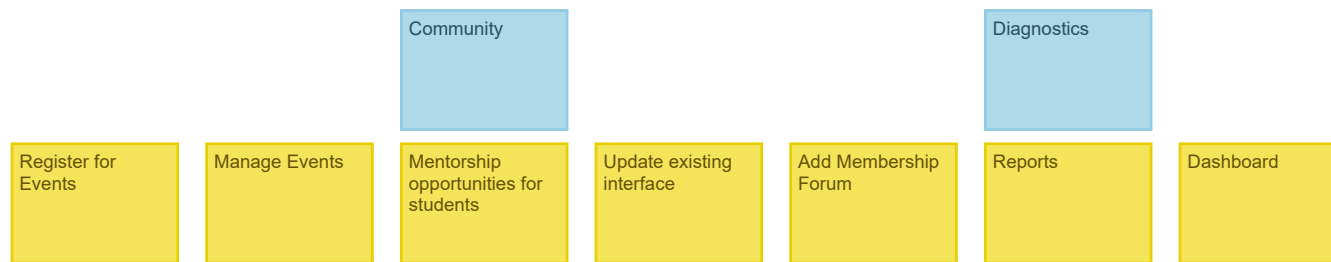 Community
Diagnostics
Register for
Events
Manage Events
Mentorship
opportunities for
students
Update existing
interface
Add Membership
Forum
Reports
Dashboard